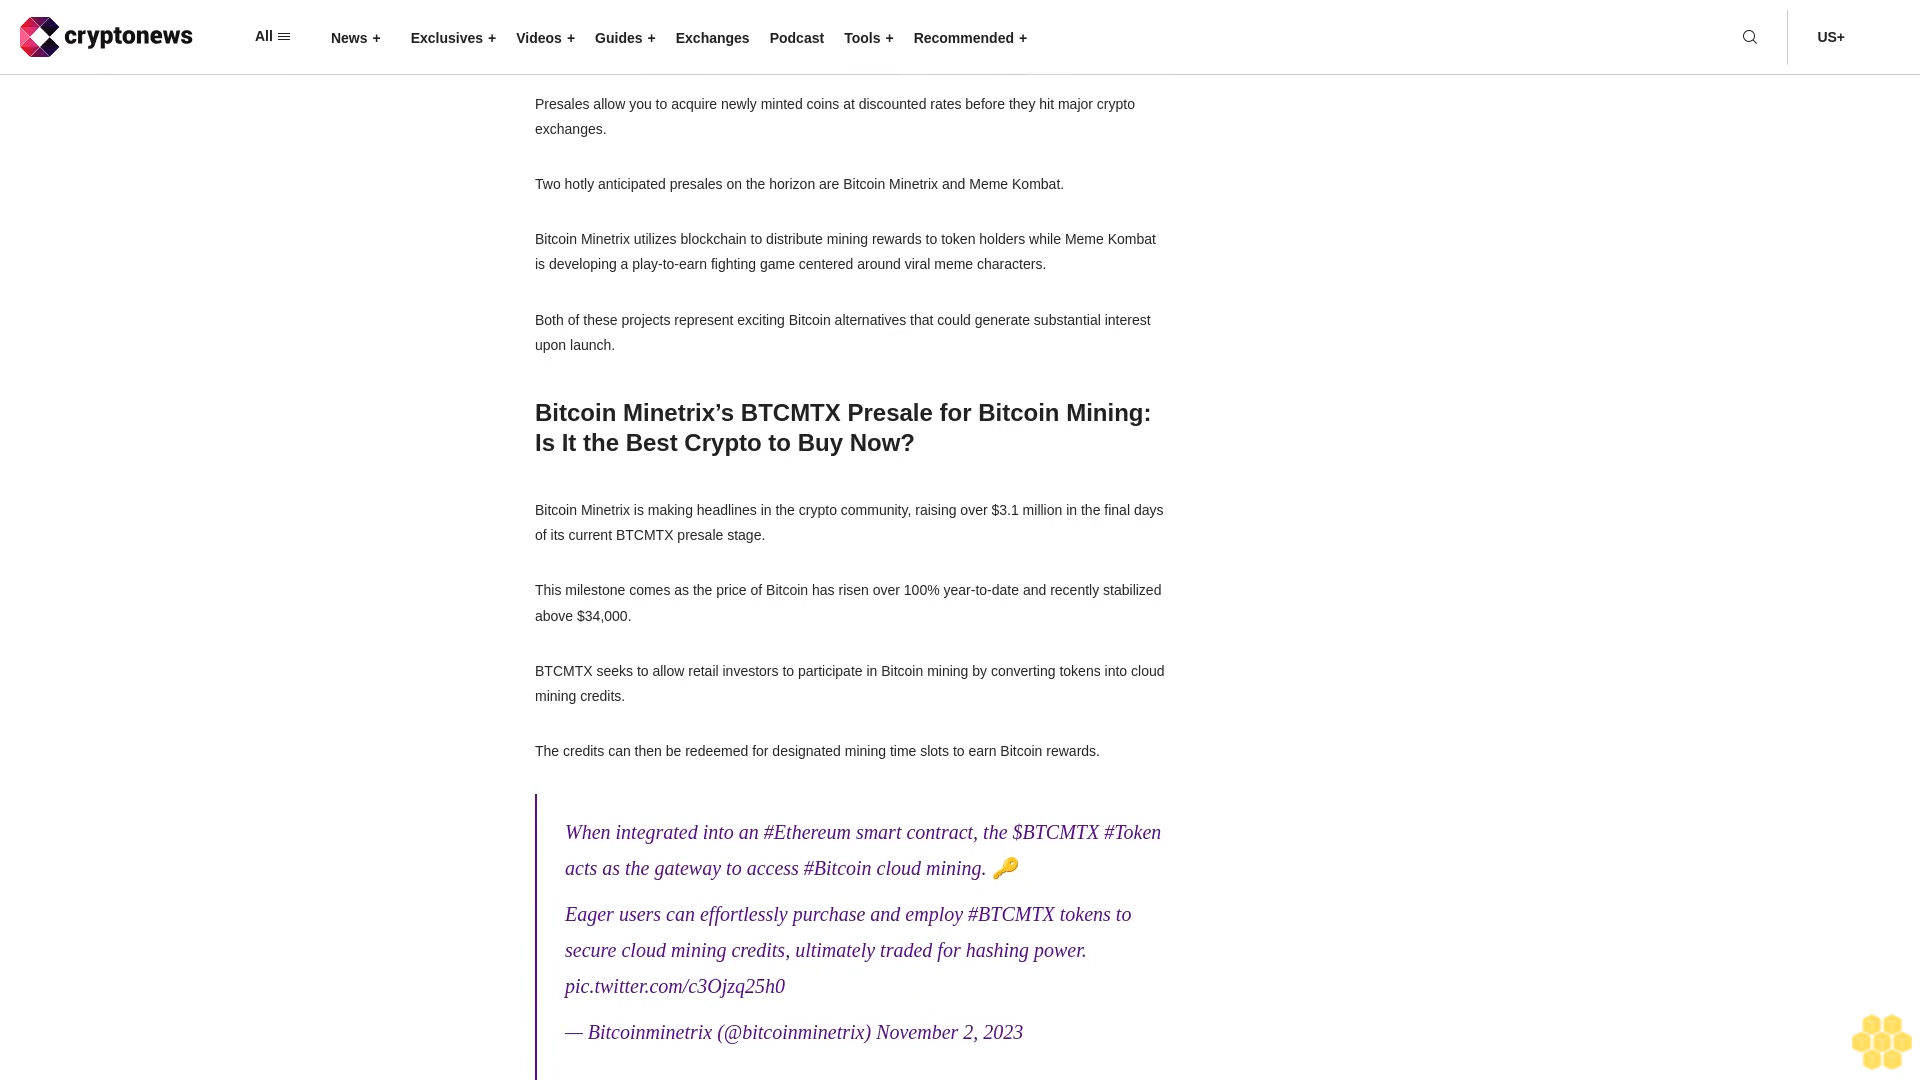 cryptonews
All
News +
Exclusives +
Videos +
Guides +
Exchanges
Podcast
Tools +
Recommended +
US+
Presales allow you to acquire newly minted coins at discounted rates before they hit major crypto
exchanges.
Two hotly anticipated presales on the horizon are Bitcoin Minetrix and Meme Kombat.
Bitcoin Minetrix utilizes blockchain to distribute mining rewards to token holders while Meme Kombat
is developing a play-to-earn fighting game centered around viral meme characters.
Both of these projects represent exciting Bitcoin alternatives that could generate substantial interest
upon launch.
Bitcoin Minetrix’s BTCMTX Presale for Bitcoin Mining:
Is It the Best Crypto to Buy Now?
Bitcoin Minetrix is making headlines in the crypto community, raising over $3.1 million in the final days
of its current BTCMTX presale stage.
This milestone comes as the price of Bitcoin has risen over 100% year-to-date and recently stabilized
above $34,000.
BTCMTX seeks to allow retail investors to participate in Bitcoin mining by converting tokens into cloud
mining credits.
The credits can then be redeemed for designated mining time slots to earn Bitcoin rewards.
When integrated into an #Ethereum smart contract, the $BTCMTX #Token
acts as the gateway to access #Bitcoin cloud mining. 🔑
Eager users can effortlessly purchase and employ #BTCMTX tokens to
secure cloud mining credits, ultimately traded for hashing power.
pic.twitter.com/c3Ojzq25h0
— Bitcoinminetrix (@bitcoinminetrix) November 2, 2023